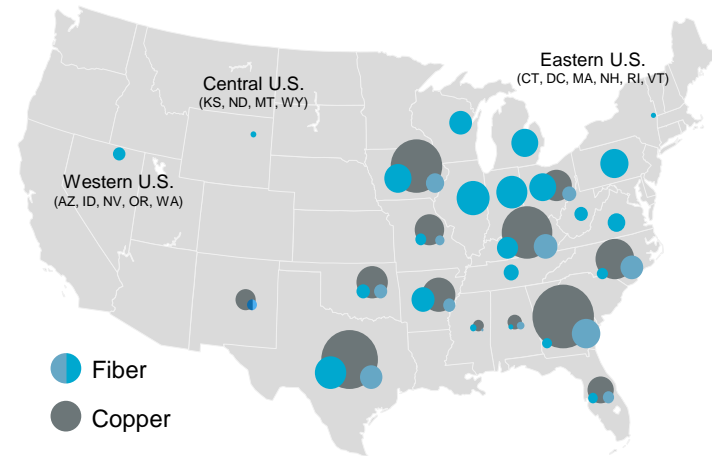 Eastern U.S.
(CT, DC, MA, NH, RI, VT)
Central U.S.
(KS, ND, MT, WY)
Western U.S.
(AZ, ID, NV, OR, WA)
Fiber
Copper